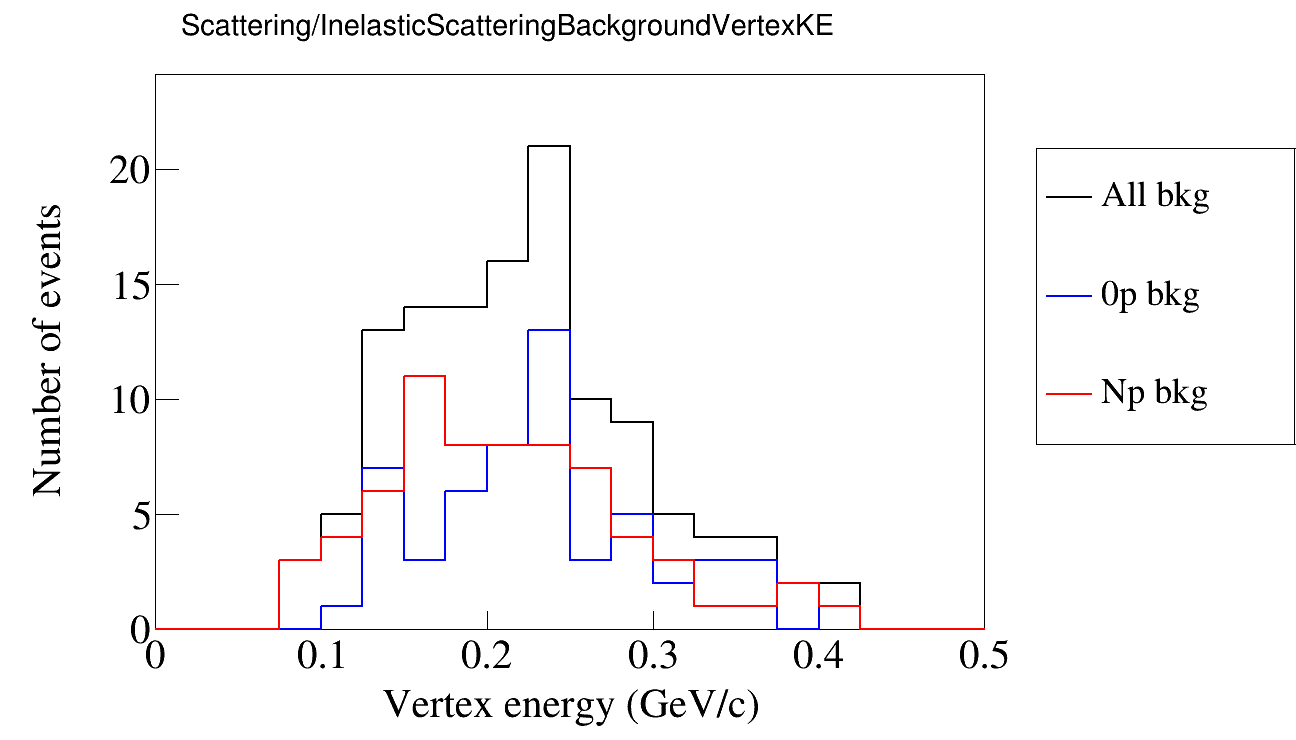 Scattering/InelasticScatteringBackgroundVertexKE
Number of events
20
15
10
5
0
0 0.1 0.2 0.3 0.4 0.5
Vertex energy (GeV/c)
All bkg
0p bkg
Np bkg